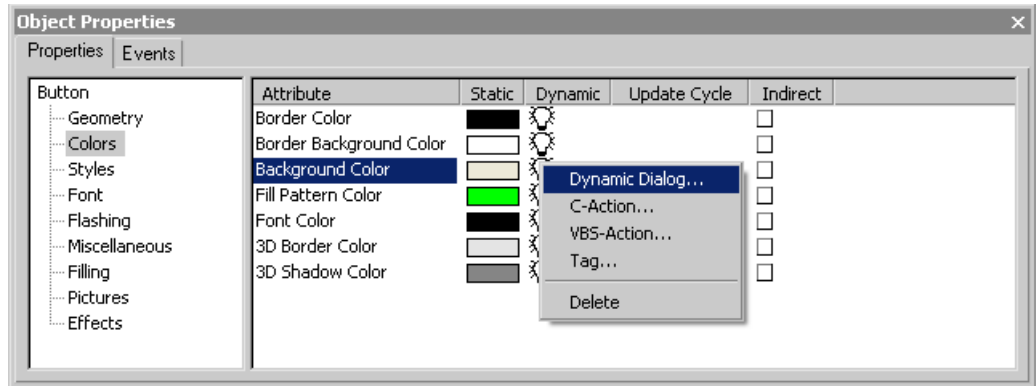 Object Properties
Properties Events
Button
Geometry
Colors
Styles
Font
Flashing
Miscellaneous
Filling
Pictures
Effects
Attribute Static Dynamic Update Cycle Indirect
Border Color
Border Background Color
Background Color
Fill Pattern Color
Font Color
3D Border Color
3D Shadow Color
Dynamic Dialog...
C-Action...
VBS-Action...
Tag...
Delete